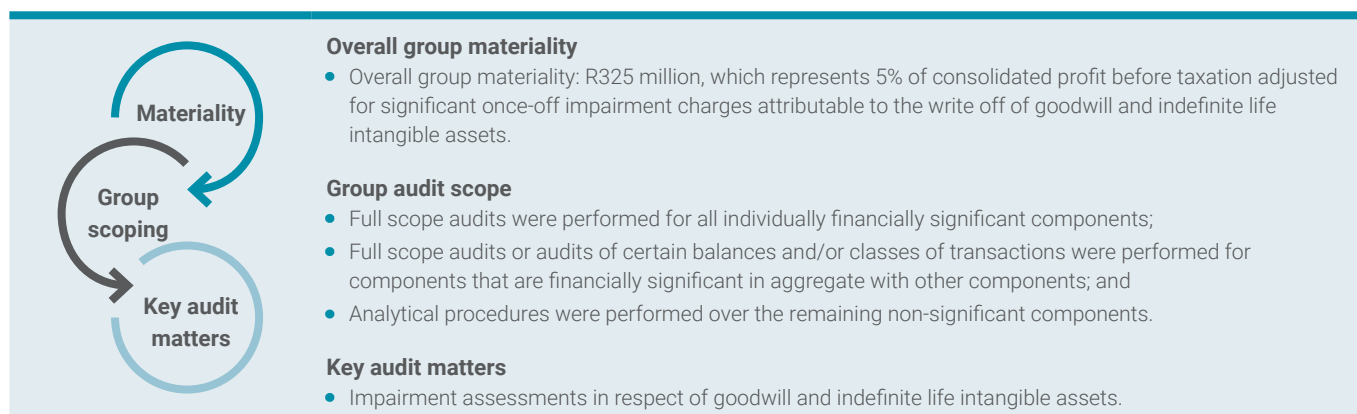 Materiality
Group
scoping
Key audit
matters
Overall group materiality
• Overall group materiality: R325 million, which represents 5% of consolidated profit before taxation adjusted
for significant once-off impairment charges attributable to the write off of goodwill and indefinite life
intangible assets.
Group audit scope
• Full scope audits were performed for all individually financially significant components;
• Full scope audits or audits of certain balances and/or classes of transactions were performed for
components that are financially significant in aggregate with other components; and
• Analytical procedures were performed over the remaining non-significant components.
Key audit matters
• Impairment assessments in respect of goodwill and indefinite life intangible assets.